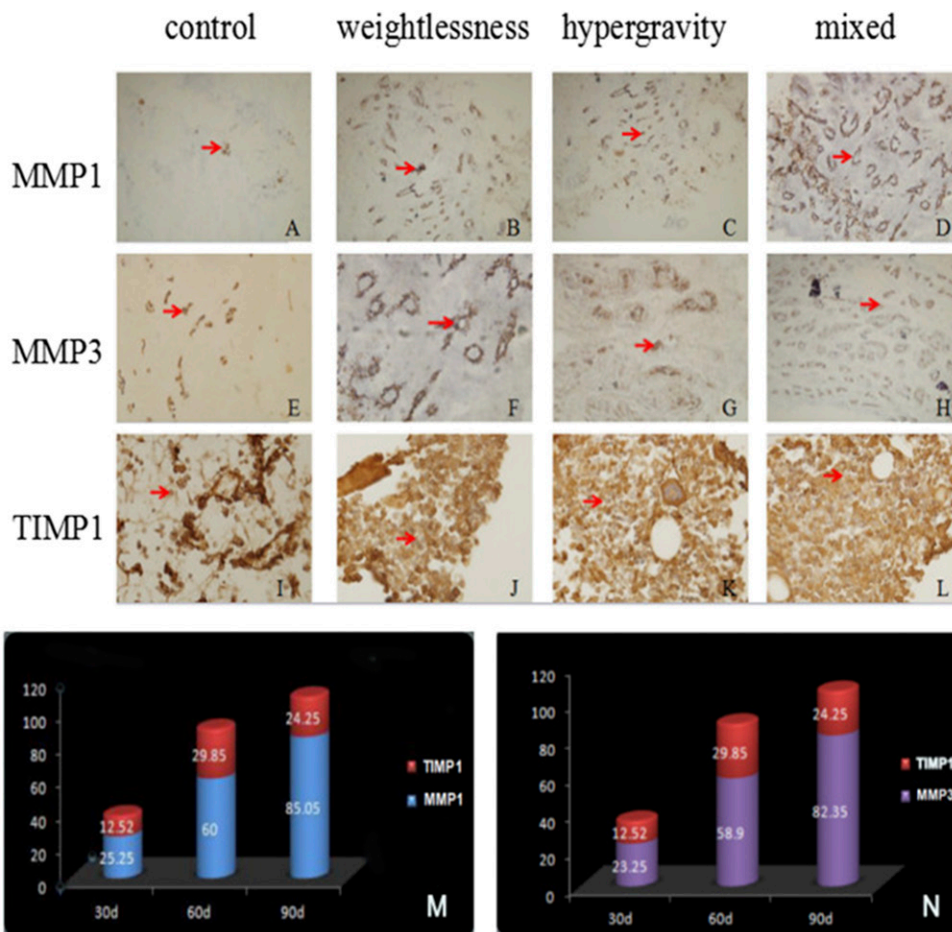 control weightlessness hypergravity mixed
MMP1
A B C D
MMP3
E F G H
TIMP1
I J K L
120
100
80
60
40
20
0
24.25
29.85
12.52
85.05
60
25.25
TIMP1
MMP1
30d 60d 90d
M
120
100
80
60
40
20
0
24.25
29.85
12.52
82.35
58.9
23.25
TIMP1
MMP3
30d 60d 90d
N